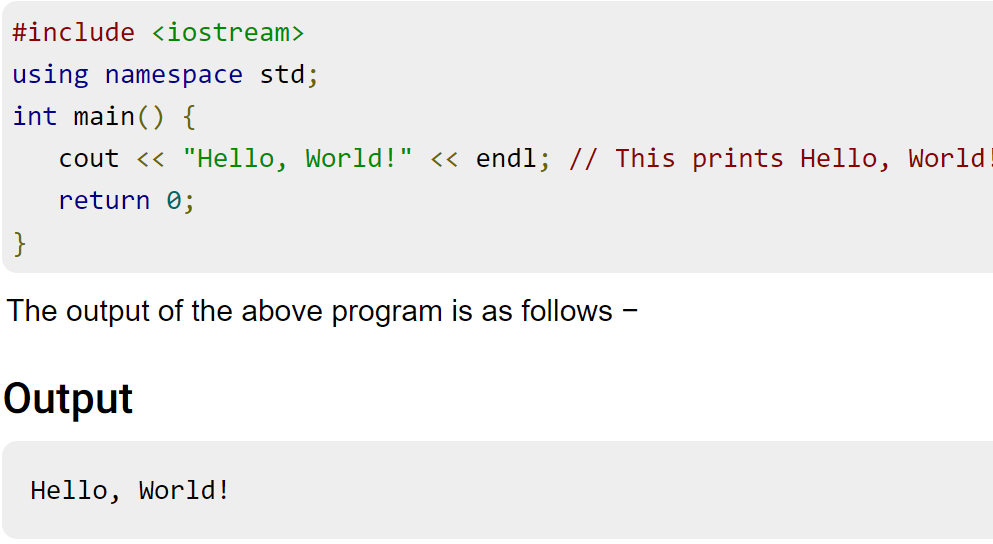 #include <iostream>
using namespace std;
int main() {
   cout << "Hello, World!" << endl; // This prints Hello, World!
   return 0;
}
The output of the above program is as follows −
Output
Hello, World!